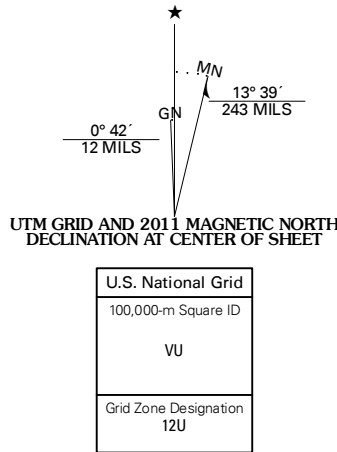 ★
MN
GN
0° 42´
12 MILS
13° 39´
243 MILS
UTM GRID AND 2011 MAGNETIC NORTH
DECLINATION AT CENTER OF SHEET
U.S. National Grid
100,000-m Square ID
VU
Grid Zone Designation
12U